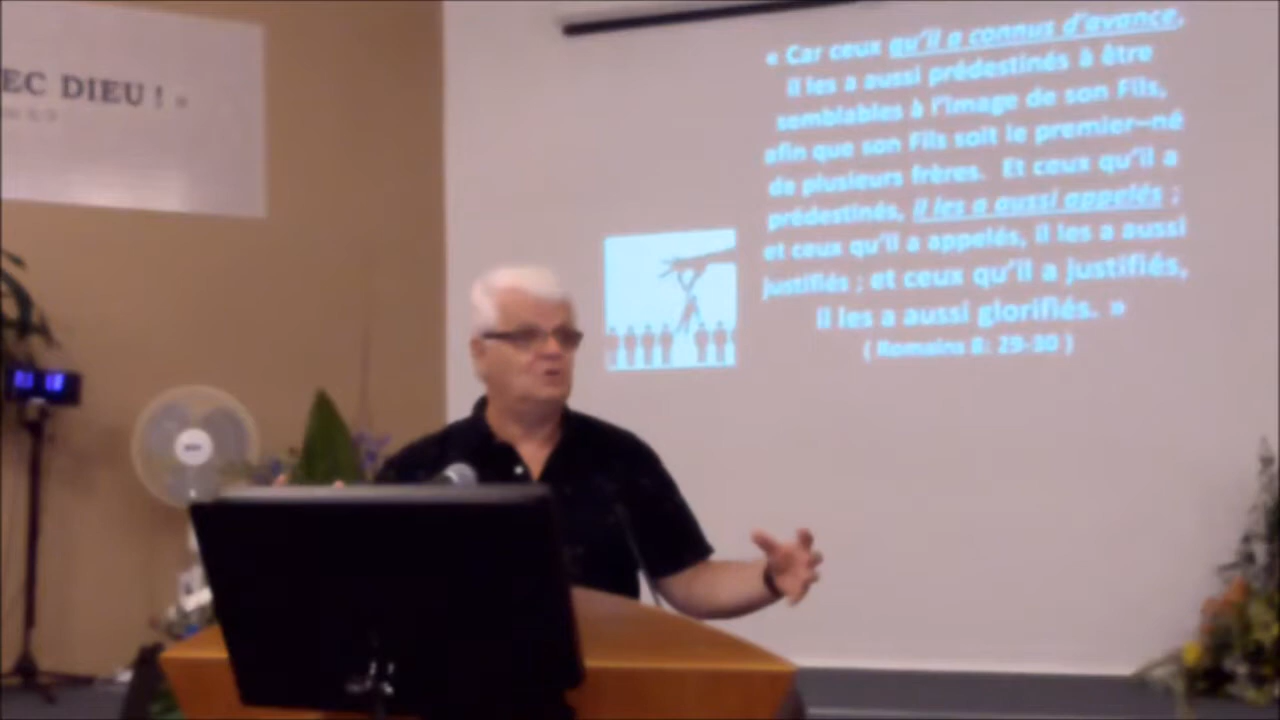 EC DIEU ! »
« Car ceux qu'il a connus d'avance,
il les a aussi prédestinés à être
semblables à l'image de son Fils,
afin que son Fils soit le premier-né
de plusieurs frères. Et ceux qu'il a
prédestinés, il les a aussi appelés ;
et ceux qu'il a appelés, il les a aussi
justifiés ; et ceux qu'il a justifiés,
il les a aussi glorifiés. »
( Romains 8: 29-30 )